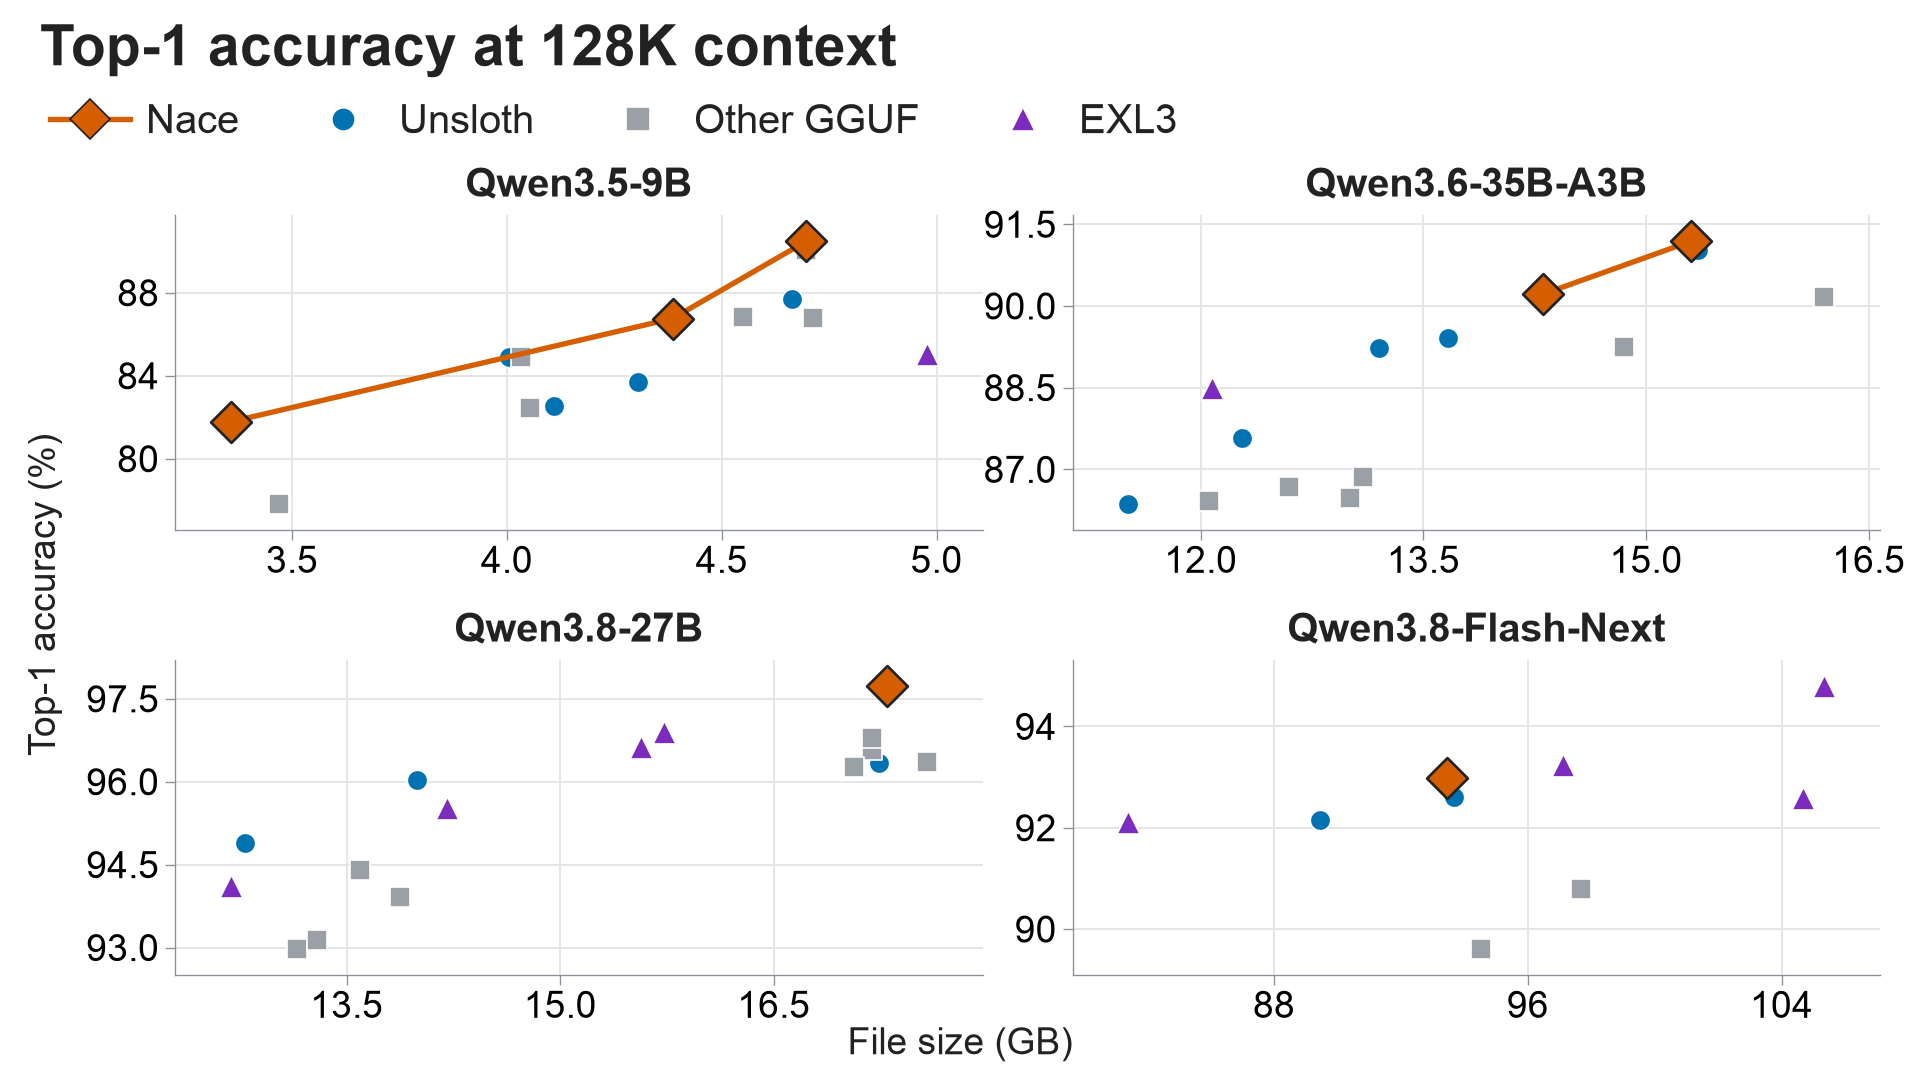 Top-1 accuracy at 128K context
Nace Unsloth Other GGUF EXL3
Qwen3.5-9B
88
84
80
3.5 4.0 4.5 5.0
Qwen3.6-35B-A3B
91.5
90.0
88.5
87.0
12.0 13.5 15.0 16.5
Top-1 accuracy (%)
Qwen3.8-27B
97.5
96.0
94.5
93.0
13.5 15.0 16.5
Qwen3.8-Flash-Next
94
92
90
88 96 104
File size (GB)